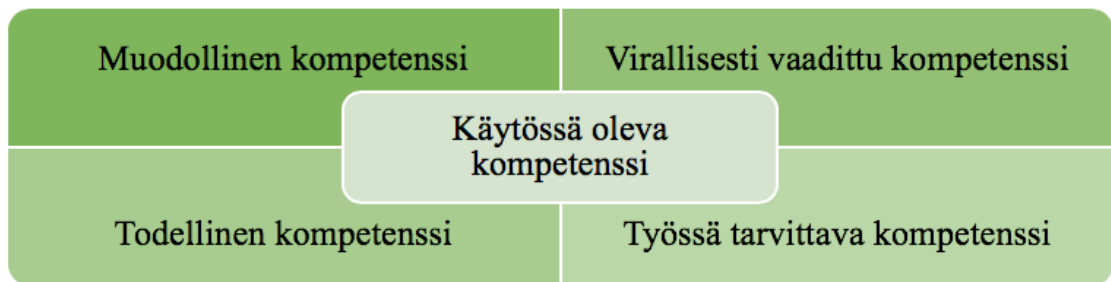 Muodollinen kompetenssi
Virallisesti vaadittu kompetenssi
Käytössä oleva
kompetenssi
Todellinen kompetenssi
Työssä tarvittava kompetenssi